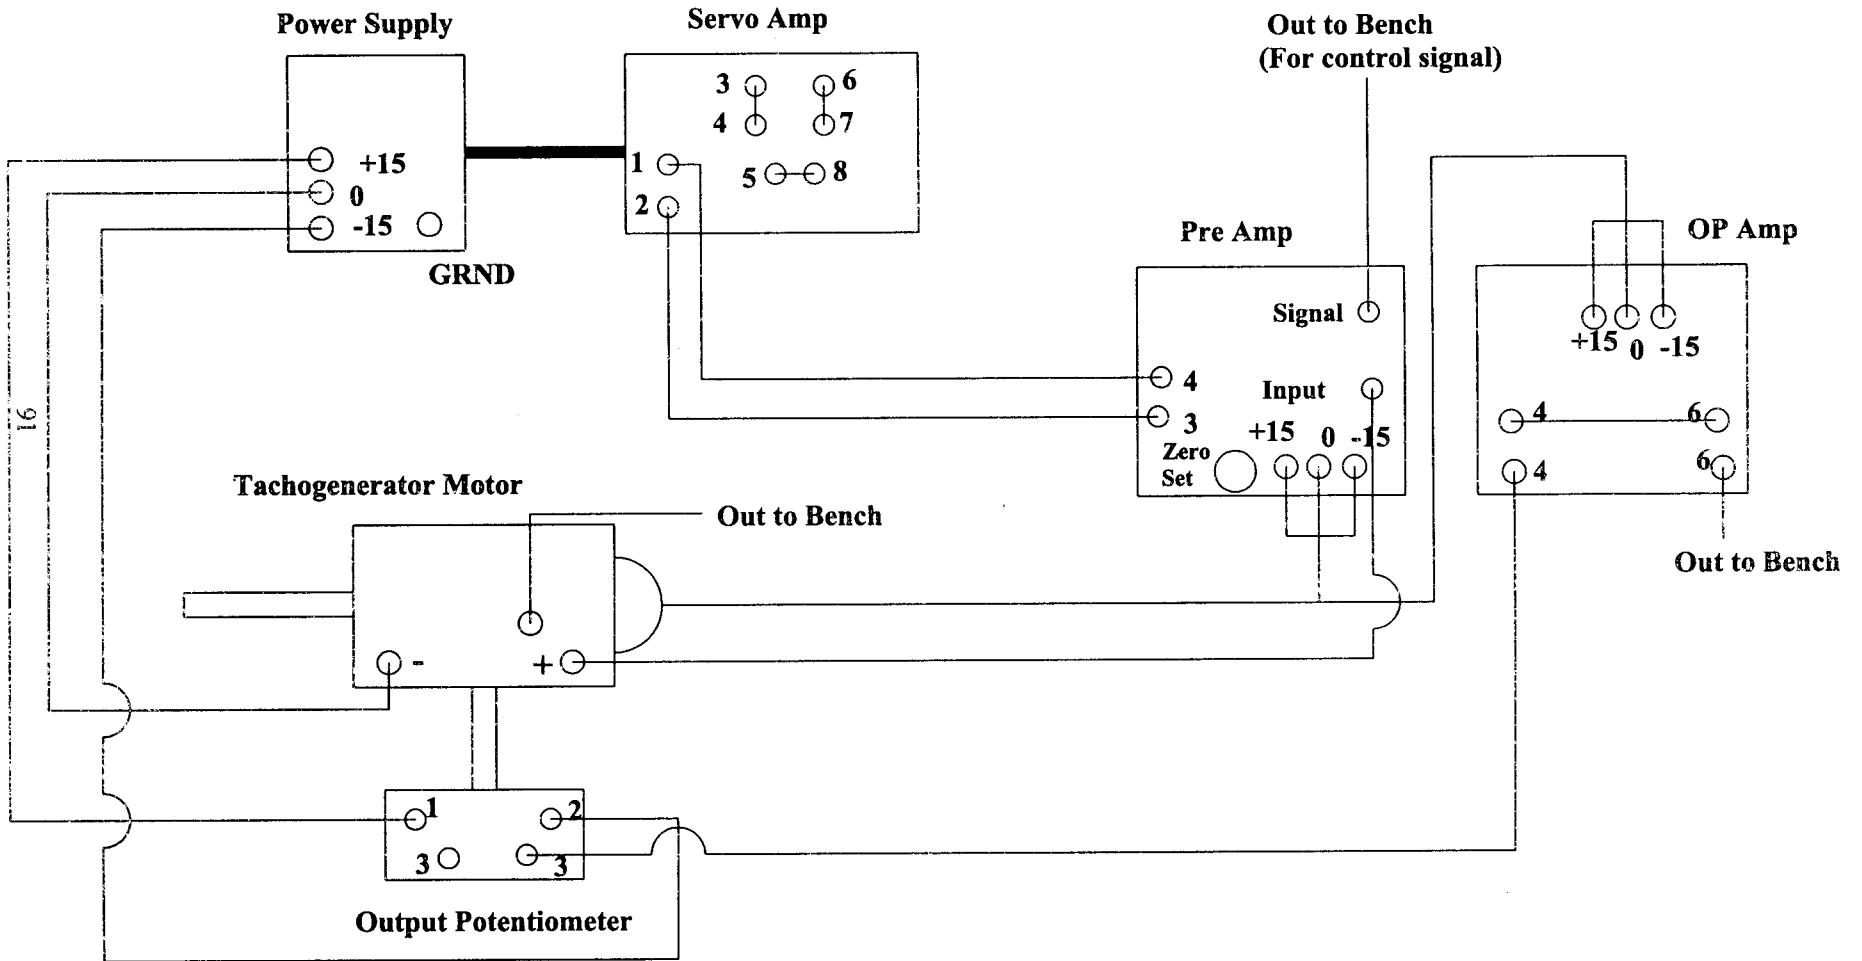 Power Supply
Servo Amp
Out to Bench
(For control signal)
3
6
4
7
1
5
8
2
+15
0
-15
GRND
Pre Amp
OP Amp
Signal
+15 0 -15
4
Input
3
+15 0 -15
Zero
Set
4
6
4
6
Out to Bench
91
Tachogenerator Motor
Out to Bench
-
+
1
2
3
3
Output Potentiometer